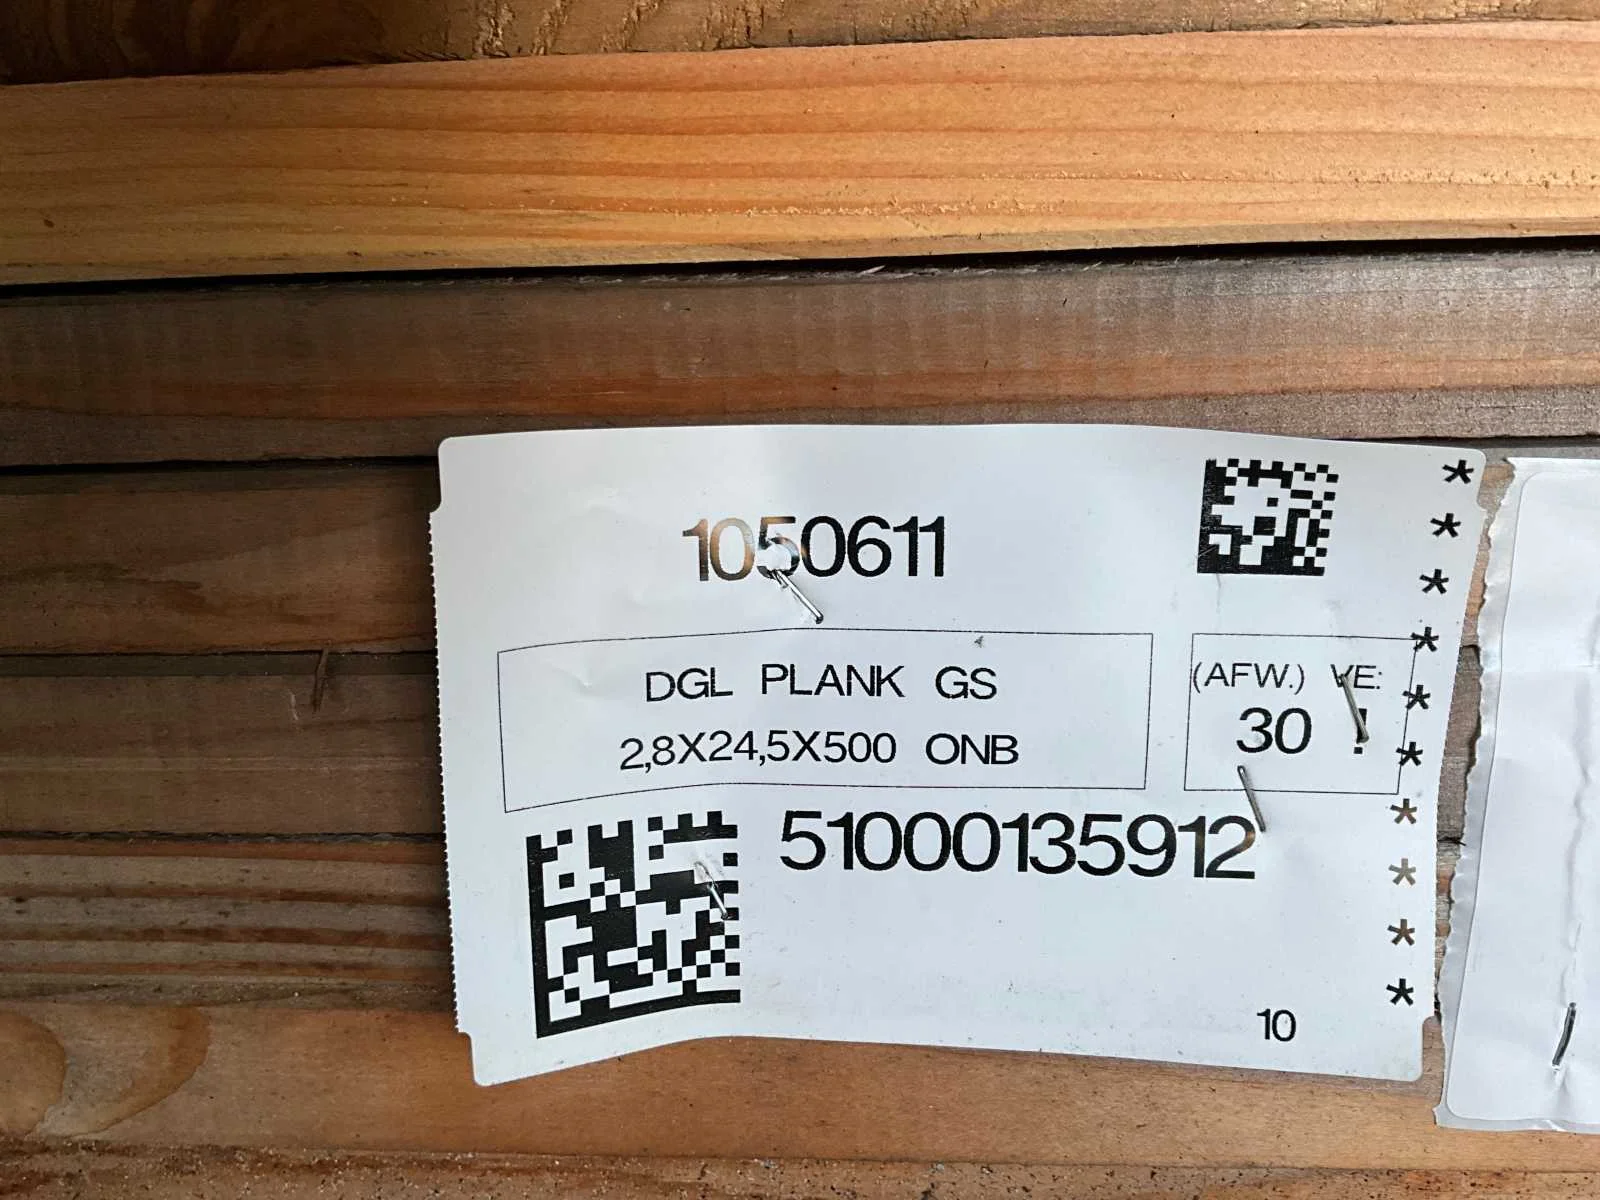 1050611
DGL PLANK GS
2,8X24,5X500 ONB
(AFW.) VE:
30 !
51000135912
10
* * * * * * * * * *